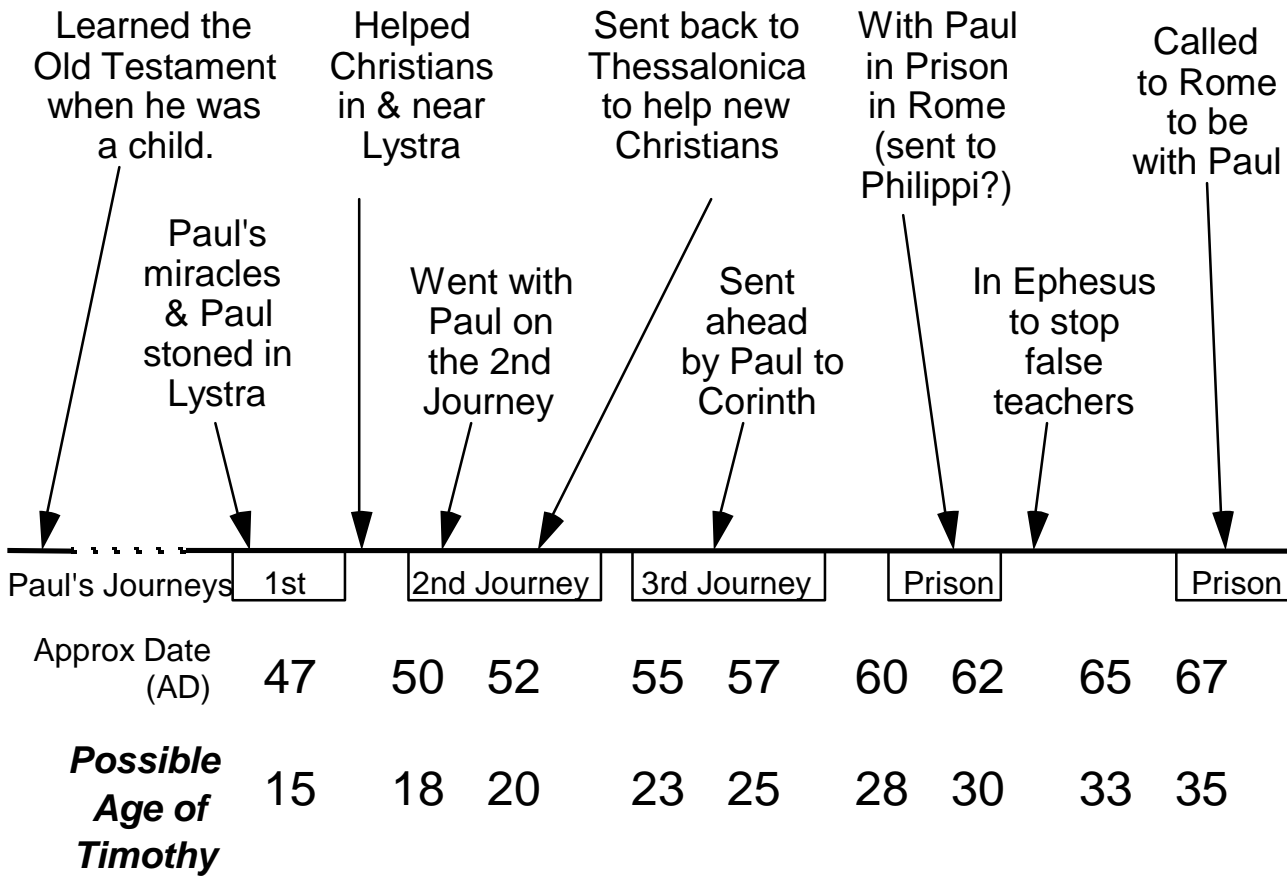 Learned the
Old Testament
when he was
a child.
Helped
Christians
in & near
Lystra
Sent back to
Thessalonica
to help new
Christians
With Paul
in Prison
in Rome
(sent to
Philippi?)
Called
to Rome
to be
with Paul
Paul's
miracles
& Paul
stoned in
Lystra
Went with
Paul on
the 2nd
Journey
Sent
ahead
by Paul to
Corinth
In Ephesus
to stop
false
teachers
Paul's Journeys 1st 2nd Journey 3rd Journey Prison Prison
Approx Date
(AD) 47 50 52 55 57 60 62 65 67
Possible
Age of
Timothy
15 18 20 23 25 28 30 33 35